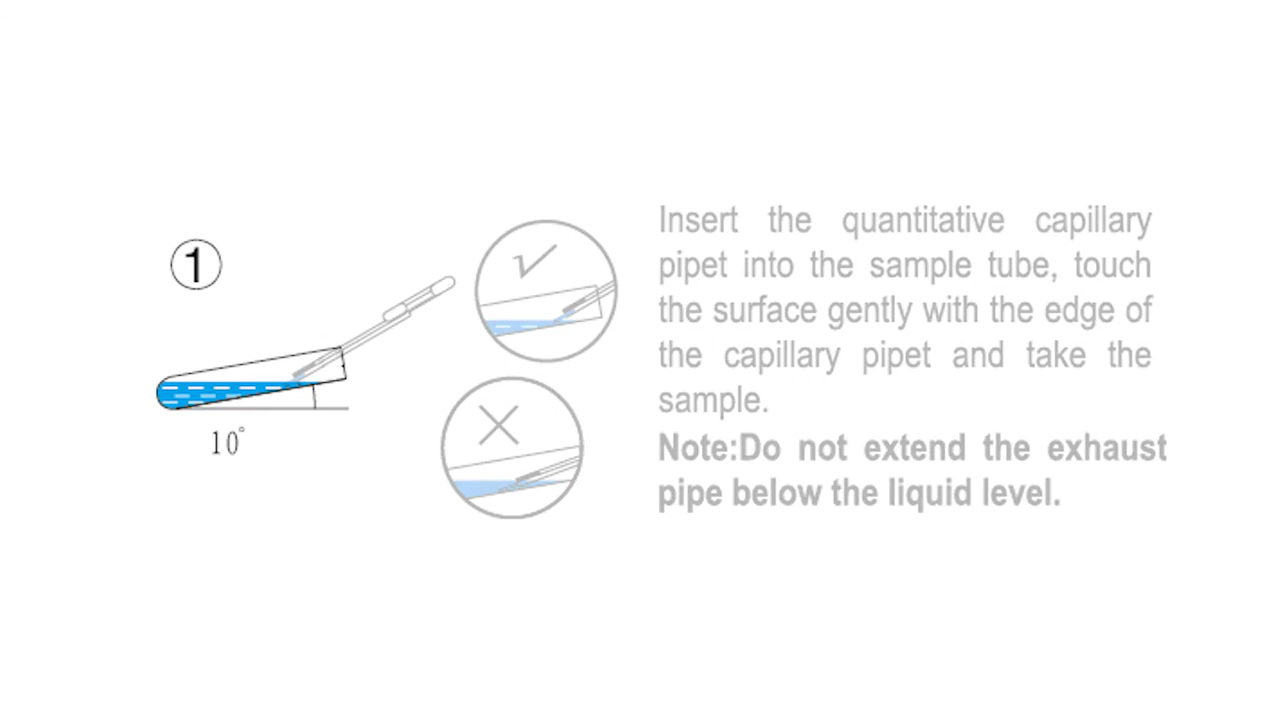 ①
10°
Insert the quantitative capillary
pipet into the sample tube, touch
the surface gently with the edge of
the capillary pipet and take the
sample.
Note:Do not extend the exhaust
pipe below the liquid level.